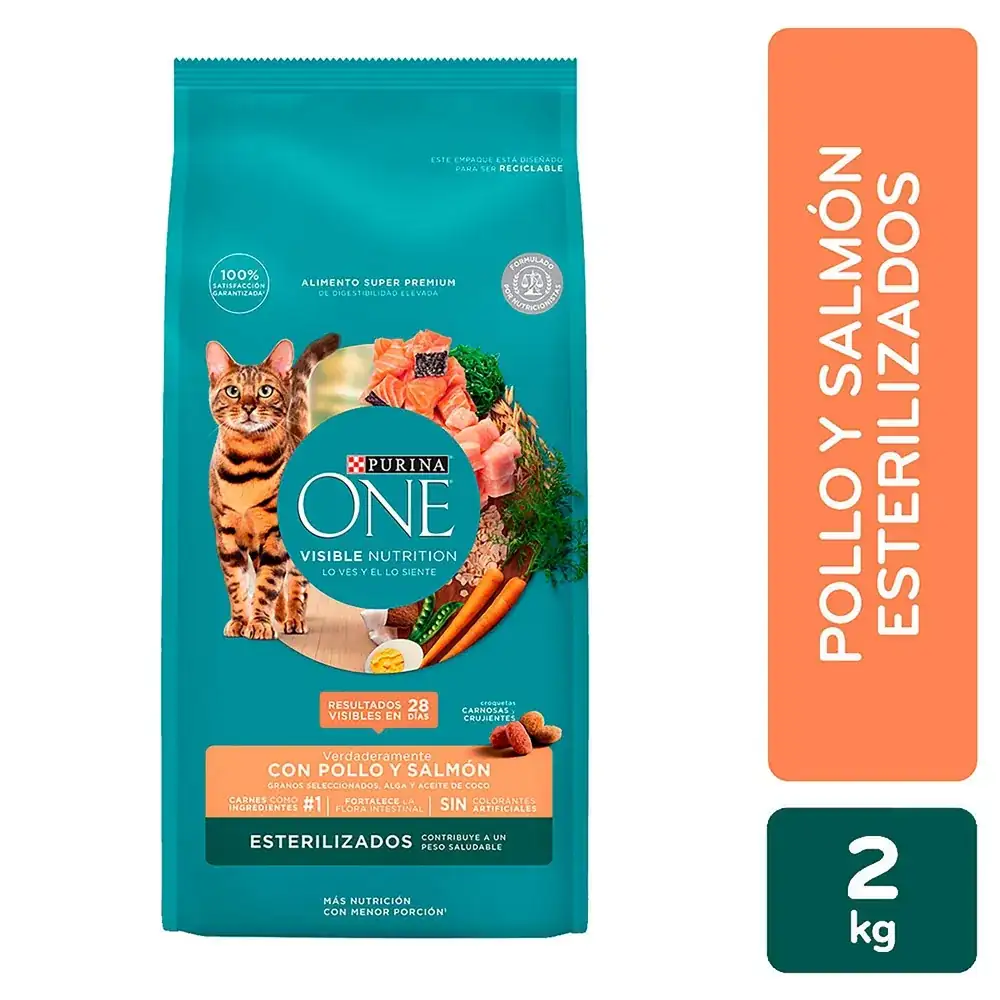 ESTE EMPAQUE ESTÁ DISEÑADO
PARA SER RECICLABLE
100%
SATISFACCIÓN
GARANTIZADA¹
ALIMENTO SUPER PREMIUM
DE DIGESTIBILIDAD ELEVADA
FORMULADO
POR NUTRICIONISTAS
PURINA
ONE
VISIBLE NUTRITION
LO VES Y EL LO SIENTE
RESULTADOS
VISIBLES EN 28
DÍAS
croquetas
CARNOSAS y
CRUJIENTES
Verdaderamente
CON POLLO Y SALMÓN
GRANOS SELECCIONADOS, ALGA Y ACEITE DE COCO
CARNES COMO
INGREDIENTES #1
FORTALECE LA
FLORA INTESTINAL
SIN COLORANTES
ARTIFICIALES
ESTERILIZADOS
CONTRIBUYE A UN
PESO SALUDABLE
MÁS NUTRICIÓN
CON MENOR PORCIÓN¹
POLLO Y SALMÓN
ESTERILIZADOS
2
kg